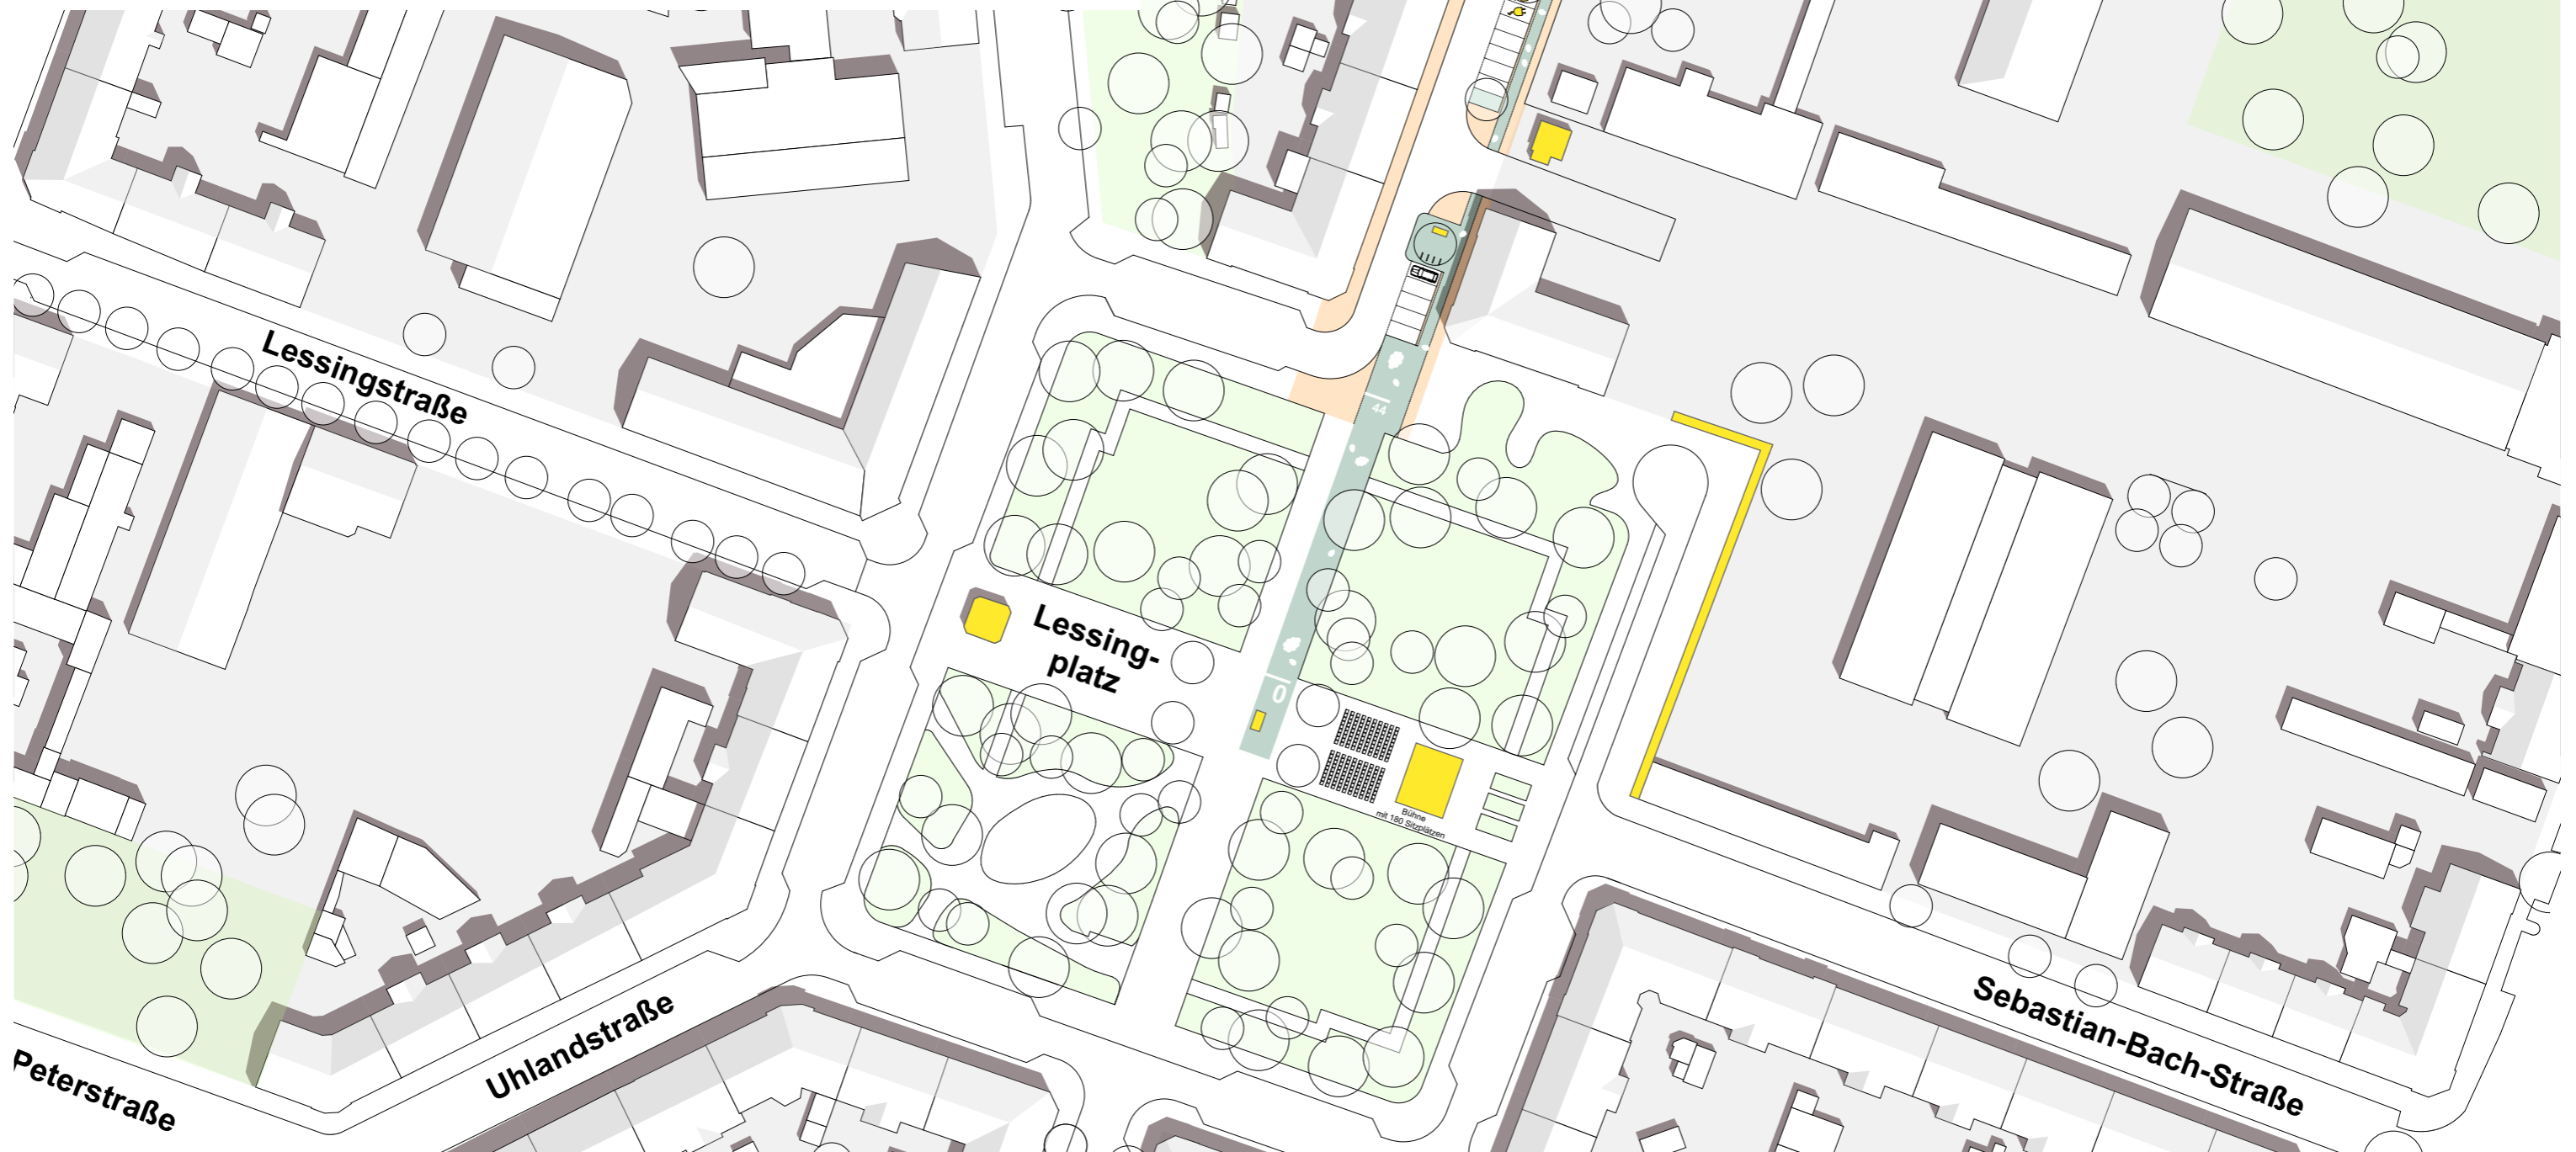 Lessingstraße
44
Lessing-
platz
0
Bühne
mit 180 Sitzplätzen
Sebastian-Bach-Straße
Uhlandstraße
Peterstraße